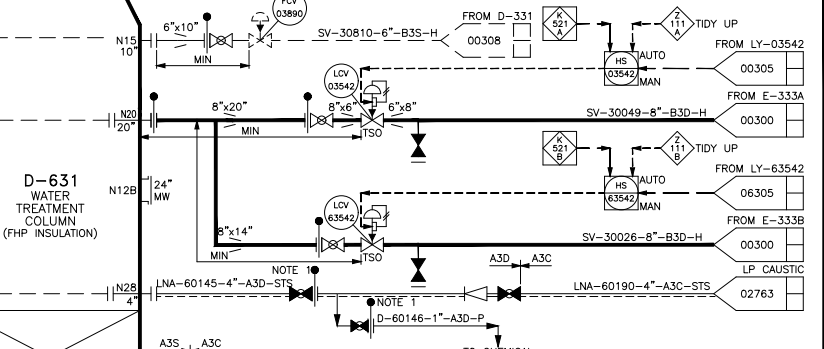 FCV
03890
6"x10"
N15
10"
MIN
SV-30810-6"-B3S-H
FROM D-331
00308
K
521
A
Z
111
A
TIDY UP
HS
03542
AUTO
MAN
FROM LY-03542
00305
LCV
03542
N20
20"
8"x20"
8"x6"
6"x8"
MIN
TSO
SV-30049-8"-B3D-H
FROM E-333A
00300
K
521
B
Z
111
B
TIDY UP
D-631
WATER
TREATMENT
COLUMN
(FHP INSULATION)
N12B
24"
MW
HS
63542
AUTO
MAN
FROM LY-63542
06305
LCV
63542
8"x14"
MIN
TSO
SV-30026-8"-B3D-H
FROM E-333B
00300
NOTE 1
A3D
A3C
LP CAUSTIC
N28
4"
LNA-60145-4"-A3D-STS
LNA-60190-4"-A3C-STS
02763
NOTE 1
D-60146-1"-A3D-P
A3S
A3C